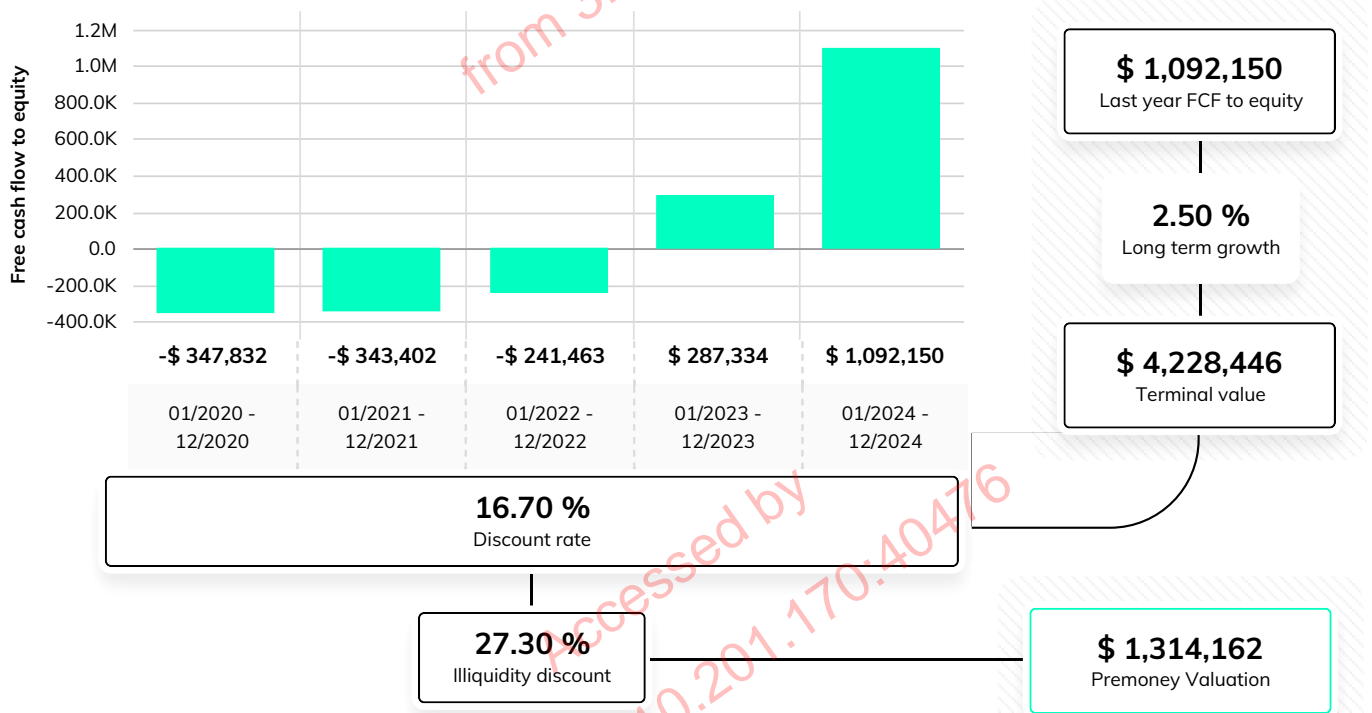 Free cash flow to equity
1.2M
1.0M
800.0K
600.0K
400.0K
200.0K
0.0
-200.0K
-400.0K
-$ 347,832
-$ 343,402
-$ 241,463
$ 287,334
$ 1,092,150
01/2020 -
12/2020
01/2021 -
12/2021
01/2022 -
12/2022
01/2023 -
12/2023
01/2024 -
12/2024
16.70 %
Discount rate
27.30 %
Illiquidity discount
$ 1,092,150
Last year FCF to equity
2.50 %
Long term growth
$ 4,228,446
Terminal value
$ 1,314,162
Premoney Valuation
from
Accessed by
0.201.170:40476